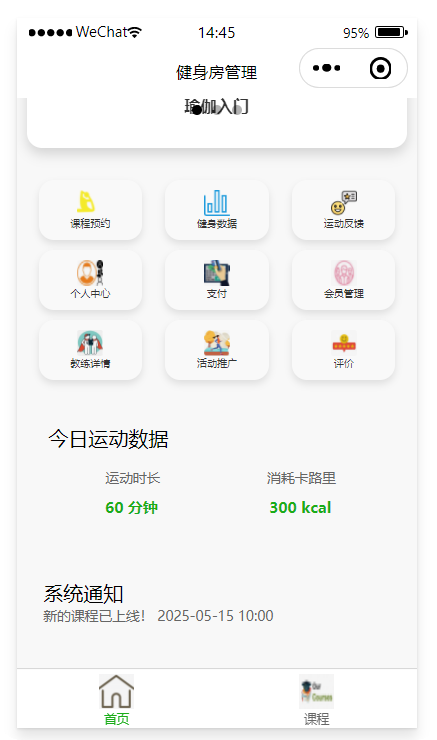 WeChat 14:45 95%
健身房管理
瑜伽入门
课程预约 健身数据 运动反馈
个人中心 支付 会员管理
教练详情 活动推广 评价
今日运动数据
运动时长 消耗卡路里
60 分钟 300 kcal
系统通知
新的课程已上线! 2025-05-15 10:00
Our
Courses
首页 课程